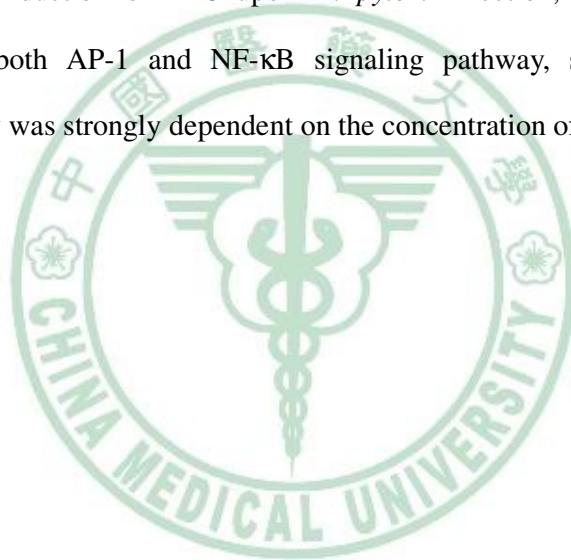 both AP-1 and NF-κB signaling pathway, s
was strongly dependent on the concentration of
中國醫藥大學
CHINA MEDICAL UNIVERSITY